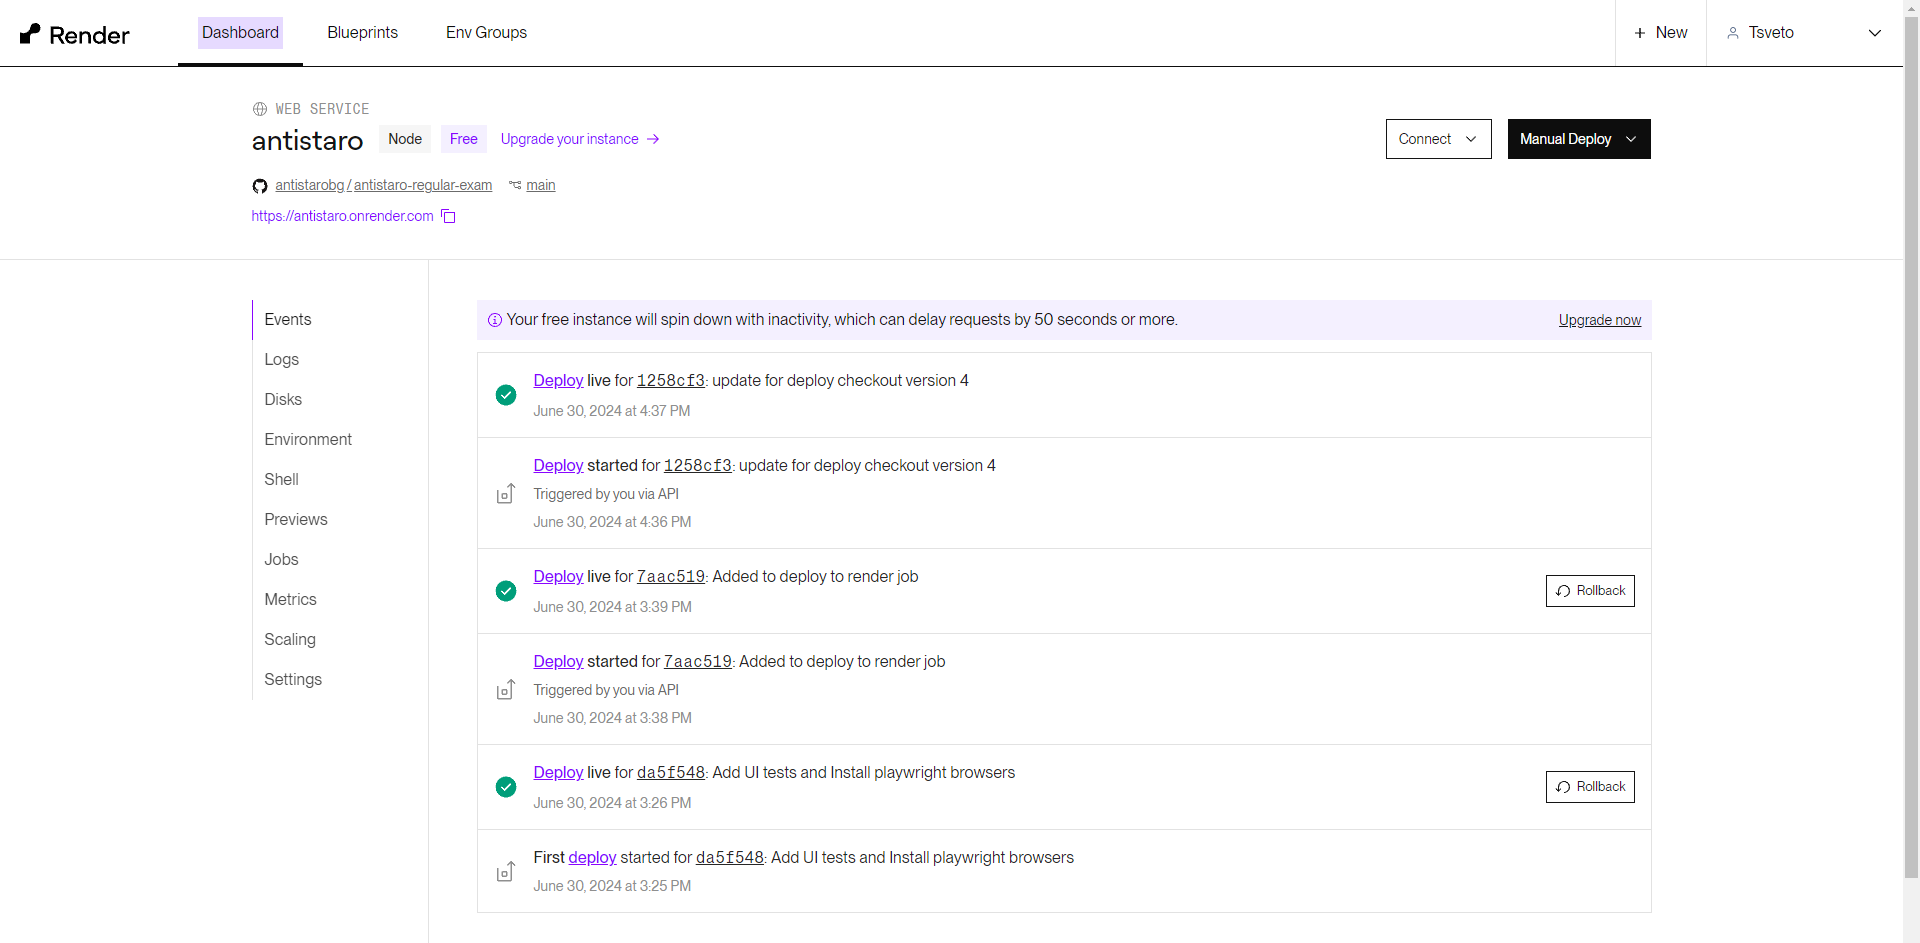 Render
Dashboard
Blueprints
Env Groups
+ New
Tsveto
WEB SERVICE
antistaro Node Free Upgrade your instance →
Connect
Manual Deploy
antistarobg / antistaro-regular-exam main
https://antistaro.onrender.com
Events
Logs
Disks
Environment
Shell
Previews
Jobs
Metrics
Scaling
Settings
Your free instance will spin down with inactivity, which can delay requests by 50 seconds or more. Upgrade now
Deploy live for 1258cf3: update for deploy checkout version 4
June 30, 2024 at 4:37 PM
Deploy started for 1258cf3: update for deploy checkout version 4
Triggered by you via API
June 30, 2024 at 4:36 PM
Deploy live for 7aac519: Added to deploy to render job
June 30, 2024 at 3:39 PM
Rollback
Deploy started for 7aac519: Added to deploy to render job
Triggered by you via API
June 30, 2024 at 3:38 PM
Deploy live for da5f548: Add UI tests and Install playwright browsers
June 30, 2024 at 3:26 PM
Rollback
First deploy started for da5f548: Add UI tests and Install playwright browsers
June 30, 2024 at 3:25 PM